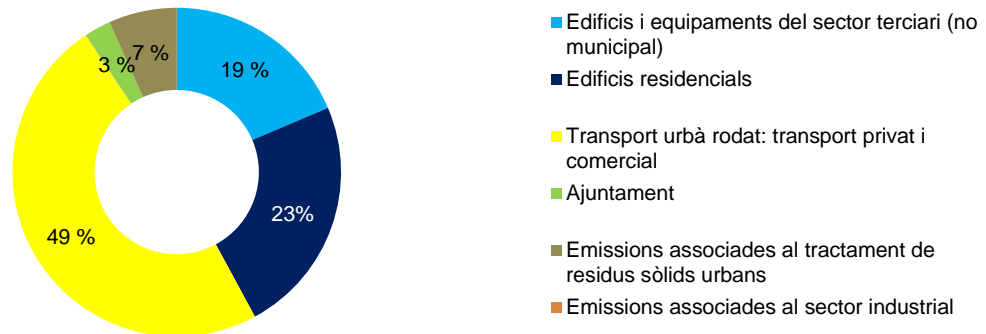 19 %
23%
49 %
3 %
7 %
Edificis i equipaments del sector terciari (no
municipal)
Edificis residencials
Transport urbà rodat: transport privat i
comercial
Ajuntament
Emissions associades al tractament de
residus sòlids urbans
Emissions associades al sector industrial